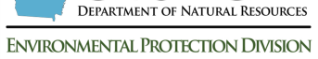 DEPARTMENT OF NATURAL RESOURCES
ENVIRONMENTAL PROTECTION DIVISION